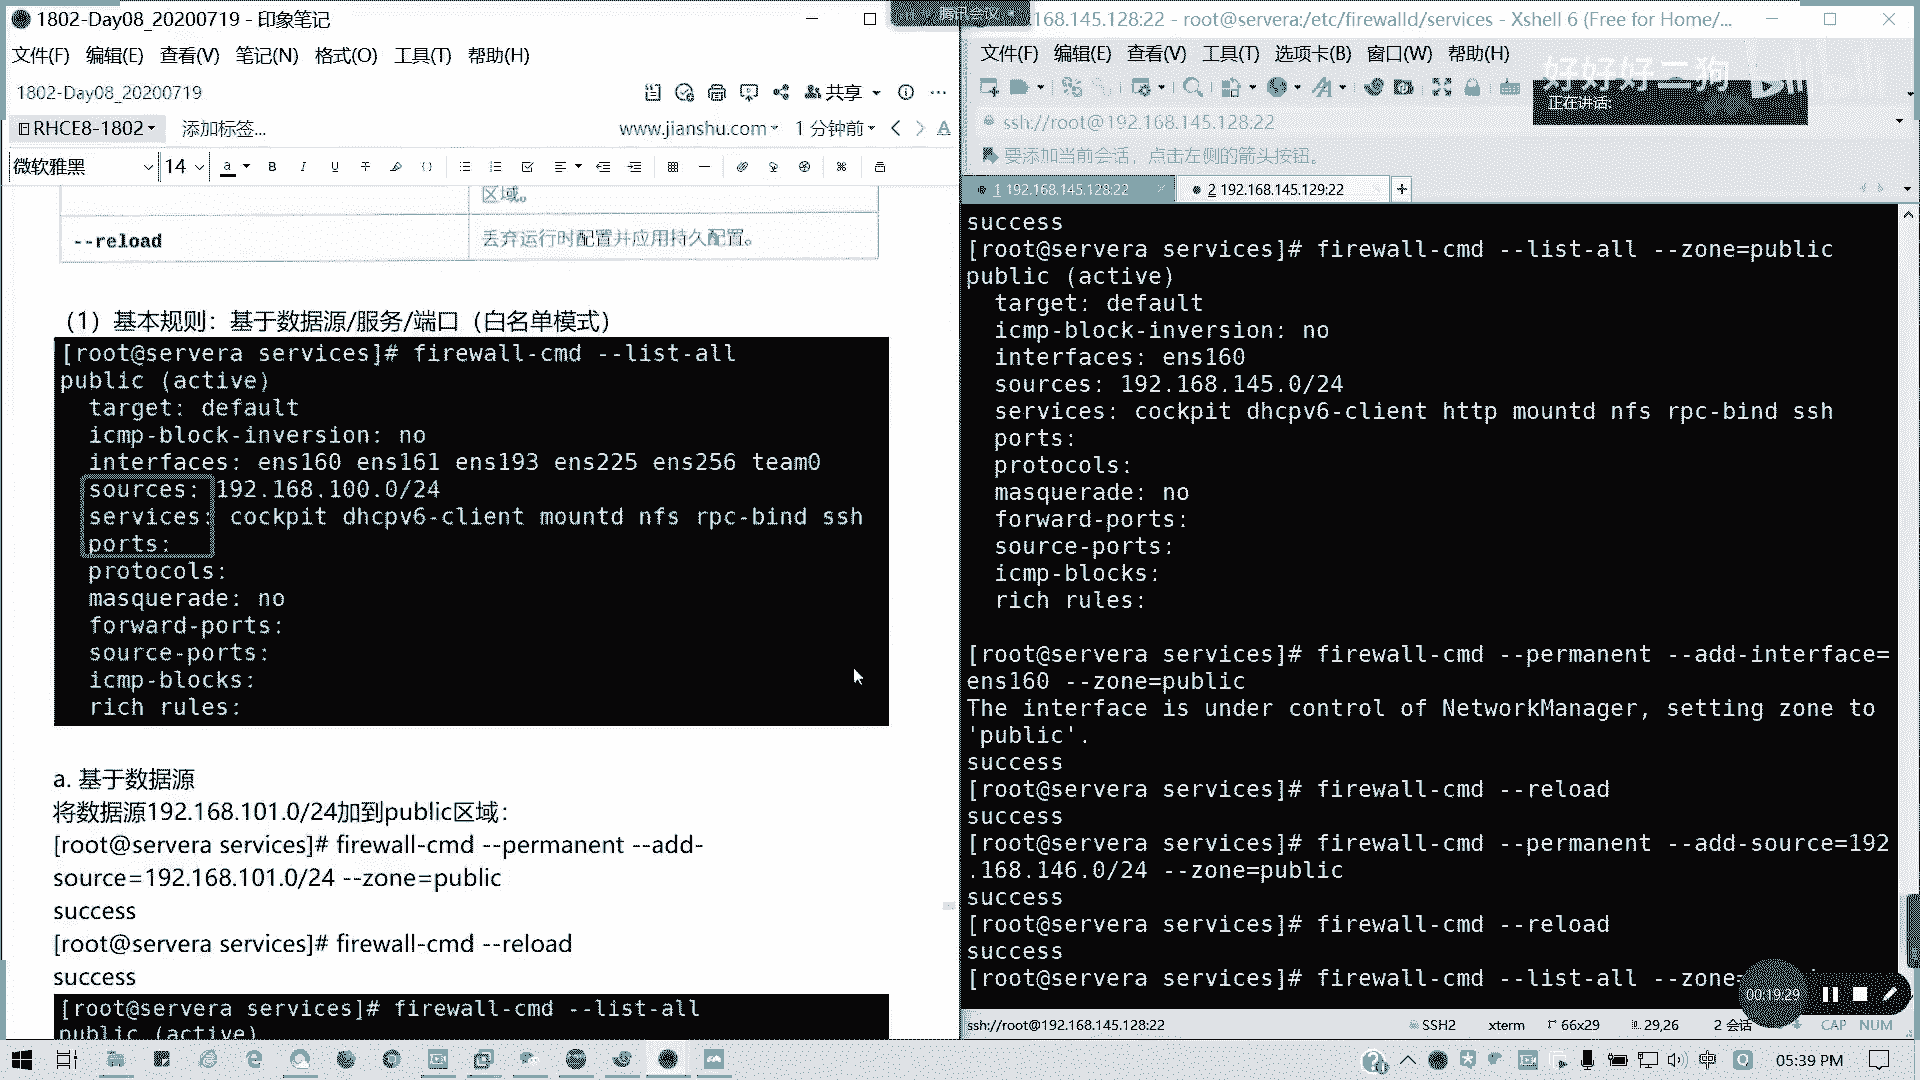 1802-Day08_20200719 - 印象笔记
文件(F) 编辑(E) 查看(V) 笔记(N) 格式(O) 工具(T) 帮助(H)
1802-Day08_20200719
共享
RHCE8-1802
添加标签...
www.jianshu.com
1 分钟前
微软雅黑
14
区域。
--reload
丢弃运行时配置并应用持久配置。
（1）基本规则：基于数据源/服务/端口（白名单模式）
[root@servera services]# firewall-cmd --list-all
public (active)
target: default
icmp-block-inversion: no
interfaces: ens160 ens161 ens193 ens225 ens256 team0
sources: 192.168.100.0/24
services: cockpit dhcpv6-client mountd nfs rpc-bind ssh
ports:
protocols:
masquerade: no
forward-ports:
source-ports:
icmp-blocks:
rich rules:
a. 基于数据源
将数据源192.168.101.0/24加到public区域：
[root@servera services]# firewall-cmd --permanent --add-
source=192.168.101.0/24 --zone=public
success
[root@servera services]# firewall-cmd --reload
success
[root@servera services]# firewall-cmd --list-all
public (active)
腾讯会议
168.145.128:22 - root@servera:/etc/firewalld/services - Xshell 6 (Free for Home/...
文件(F) 编辑(E) 查看(V) 工具(T) 选项卡(B) 窗口(W) 帮助(H)
好好好二狗
正在讲话:
ssh://root@192.168.145.128:22
要添加当前会话，点击左侧的箭头按钮。
1 192.168.145.128:22
2 192.168.145.129:22
success
[root@servera services]# firewall-cmd --list-all --zone=public
public (active)
target: default
icmp-block-inversion: no
interfaces: ens160
sources: 192.168.145.0/24
services: cockpit dhcpv6-client http mountd nfs rpc-bind ssh
ports:
protocols:
masquerade: no
forward-ports:
source-ports:
icmp-blocks:
rich rules:
[root@servera services]# firewall-cmd --permanent --add-interface=
ens160 --zone=public
The interface is under control of NetworkManager, setting zone to
'public'.
success
[root@servera services]# firewall-cmd --reload
success
[root@servera services]# firewall-cmd --permanent --add-source=192
.168.146.0/24 --zone=public
success
[root@servera services]# firewall-cmd --reload
success
[root@servera services]# firewall-cmd --list-all --zone=
00:19:29
ssh://root@192.168.145.128:22
SSH2
xterm
66x29
29,26
2 会话
CAP NUM
中
05:39 PM